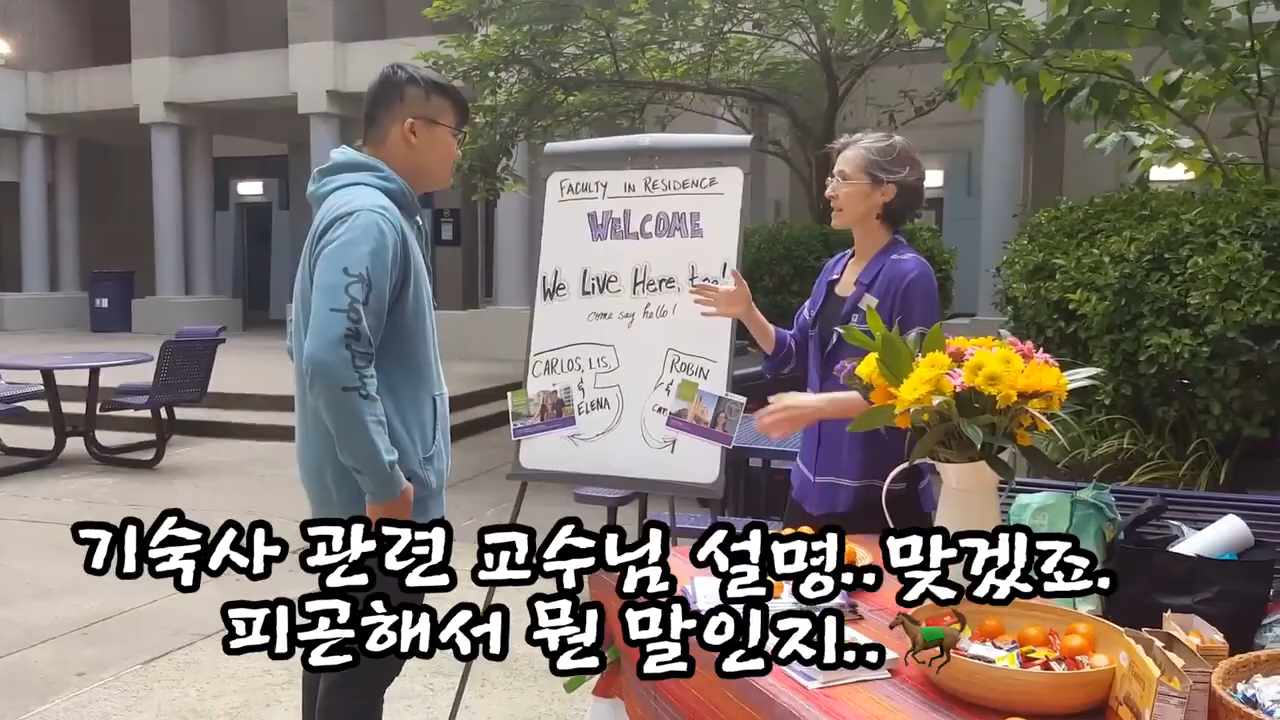 FACULTY IN RESIDENCE
WELCOME
We Live Here, too!
come say hello!
CARLOS, LIS,
&
ELENA
ROBIN
&
기숙사 관련 교수님 설명..맞겠죠.
피곤해서 뭔 말인지..